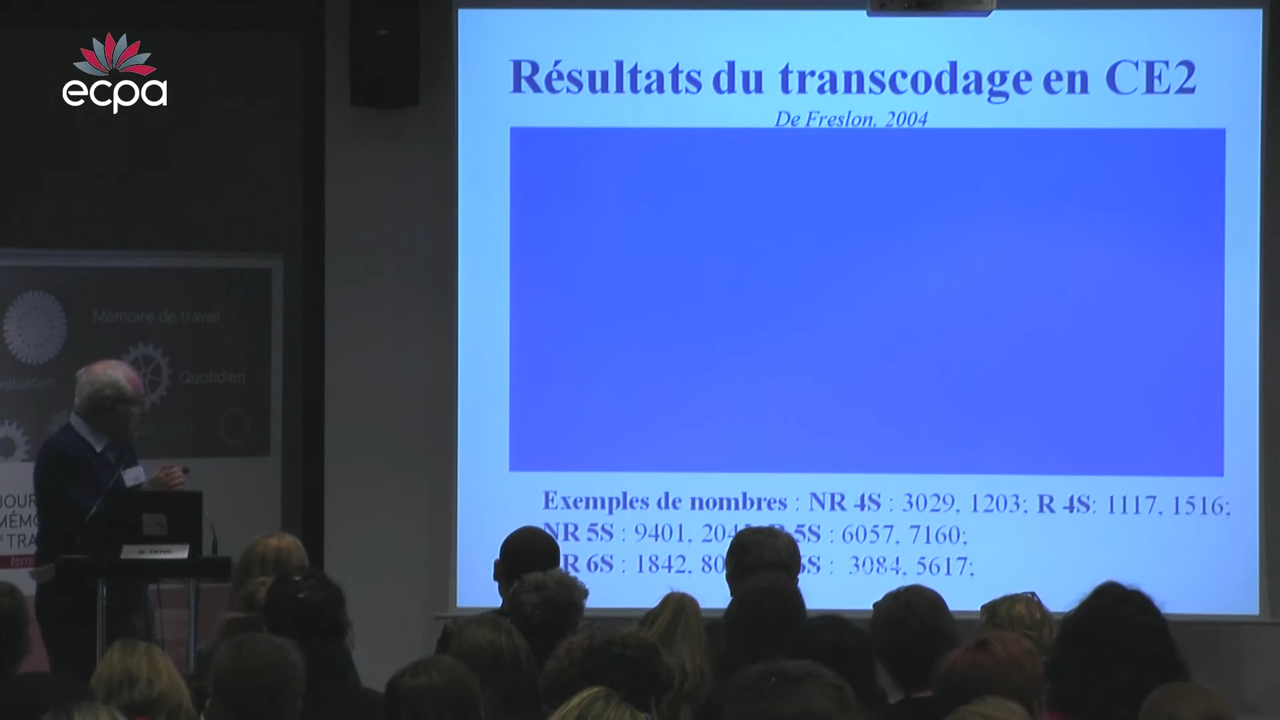 ecpa
Résultats du transcodage en CE2
De Freslon, 2004
Mémoire de travail
Quotidien
Exemples de nombres : NR 4S : 3029, 1203; R 4S: 1117, 1516;
NR 5S : 9401, 5S : 6057, 7160;
R 6S : 1842, 3084, 5617;